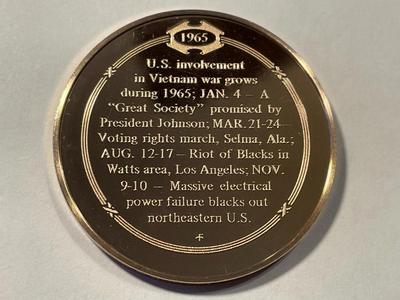 1965
U.S. involvement
in Vietnam war grows
during 1965; JAN. 4 – A
"Great Society" promised by
President Johnson; MAR. 21-24–
Voting rights march, Selma, Ala.;
AUG. 12-17 – Riot of Blacks in
Watts area, Los Angeles; NOV.
9-10 – Massive electrical
power failure blacks out
northeastern U.S.